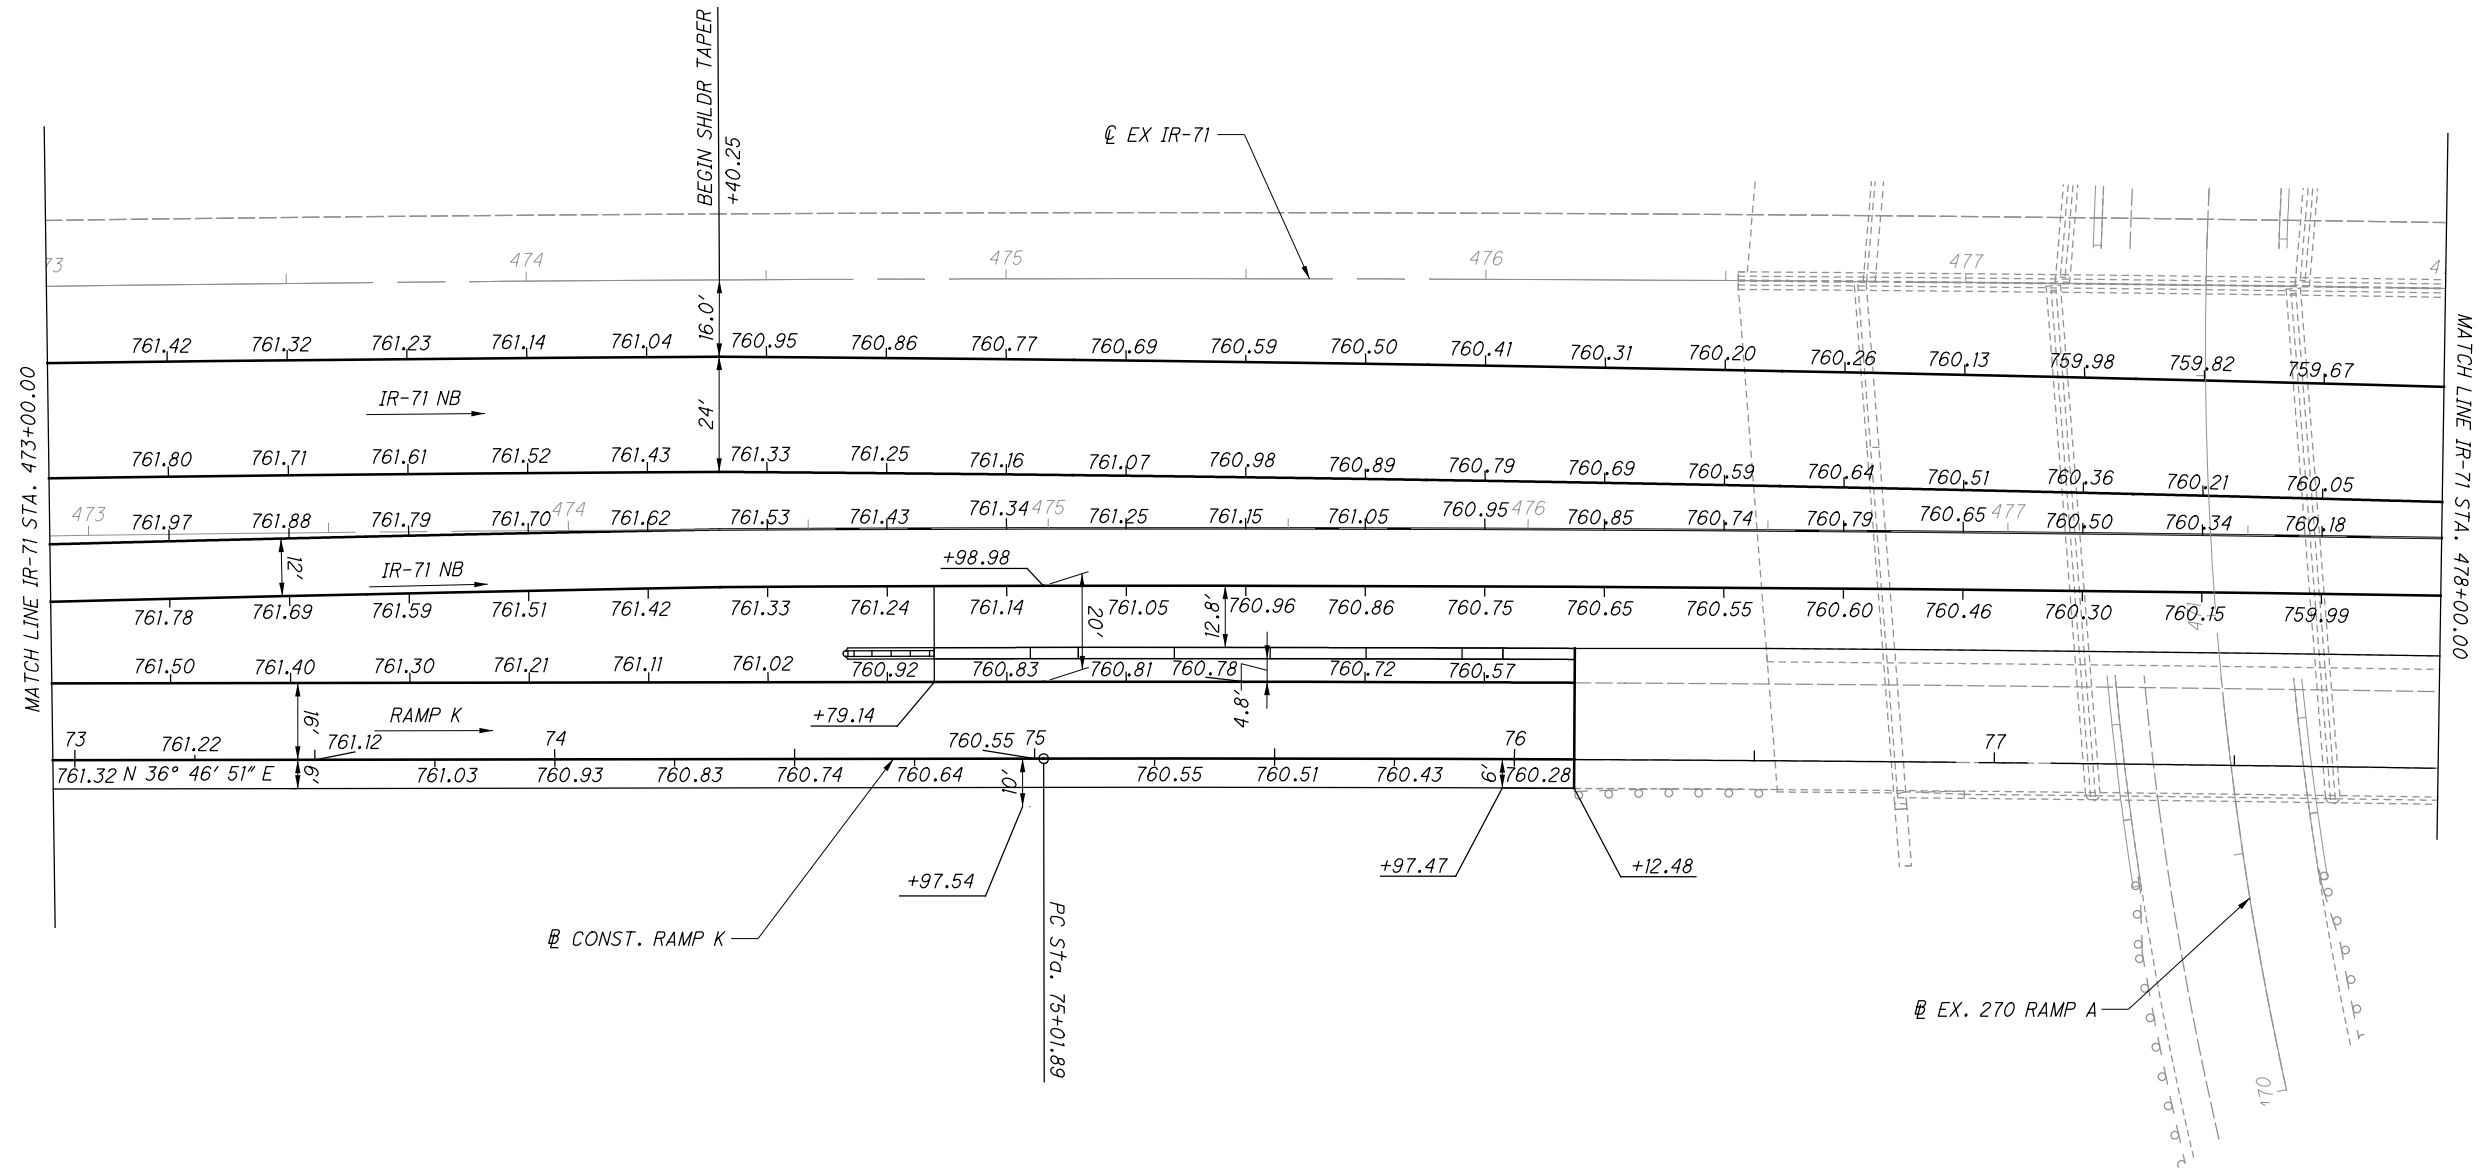 BEGIN SHLDR TAPER
+40.25
℄ EX IR-71
73
474
475
476
477
4
16.0'
761.42 761.32 761.23 761.14 761.04 760.95 760.86 760.77 760.69 760.59 760.50 760.41 760.31 760.20 760.26 760.13 759.98 759.82 759.67
IR-71 NB
24'
761.80 761.71 761.61 761.52 761.43 761.33 761.25 761.16 761.07 760.98 760.89 760.79 760.69 760.59 760.64 760.51 760.36 760.21 760.05
473 761.97 761.88 761.79 761.70 474 761.62 761.53 761.43 761.34 475 761.25 761.15 761.05 760.95 476 760.85 760.74 760.79 760.65 477 760.50 760.34 760.18
12'
IR-71 NB
+98.98
761.78 761.69 761.59 761.51 761.42 761.33 761.24 761.14 761.05 760.96 760.86 760.75 760.65 760.55 760.60 760.46 760.30 760.15 759.99
20'
12.8'
761.50 761.40 761.30 761.21 761.11 761.02 760.92 760.83 760.81 760.78 760.72 760.57
4.8'
+79.14
16'
RAMP K
73 761.22 761.12 74 760.55 75 76 77
761.32 N 36° 46' 51" E 6' 761.03 760.93 760.83 760.74 760.64 10' 760.55 760.51 760.43 6' 760.28
+97.54
+97.47
+12.48
℔ CONST. RAMP K
PC Sta. 75+01.89
℔ EX. 270 RAMP A
170
MATCH LINE IR-71 STA. 473+00.00
MATCH LINE IR-71 STA. 478+00.00